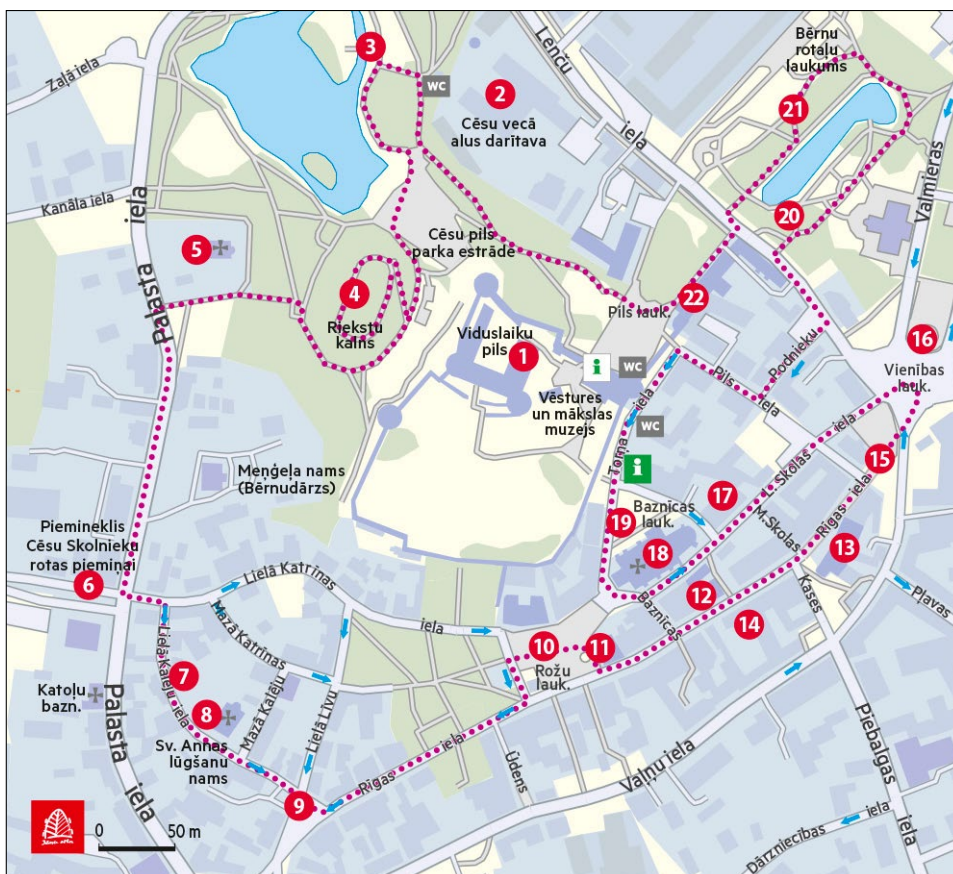 Zaļā iela
3
WC
2
Cēsu vecā
alus darītava
Lenču
iela
Bērnu
rotaļu
laukums
21
Valmieras
20
Kanāla iela
Palasta
iela
5
Cēsu pils
parka estrāde
4
Riekstu
kalns
Viduslaiku
pils
1
Pils lauk.
22
16
Vienības
lauk.
Podnieku
Pils
iela
i
WC
Vēstures
un mākslas
muzejs
Torņa
iela
WC
i
Meņģeļa nams
(Bērnudārzs)
17
L. Skolas
iela
15
Rīgas
iela
M.Skolas
Baznīcas
lauk.
19
18
13
Piemineklis
Cēsu Skolnieku
rotas piemiņai
6
Lielā Katrīnas
iela
Mazā Katrīnas
Baznīcas
12
14
Kases
Pļavas
10
11
Rožu
lauk.
7
Lielā Kalēju
iela
8
Mazā Kalēju
Lielā Līvu
Katoļu
bazn.
Palasta
iela
Sv. Annas
lūgšanu
nams
9
Rīgas
iela
Ūdens
Vaļņu iela
Piebalgas
iela
Dārzniecības
iela
0
50 m